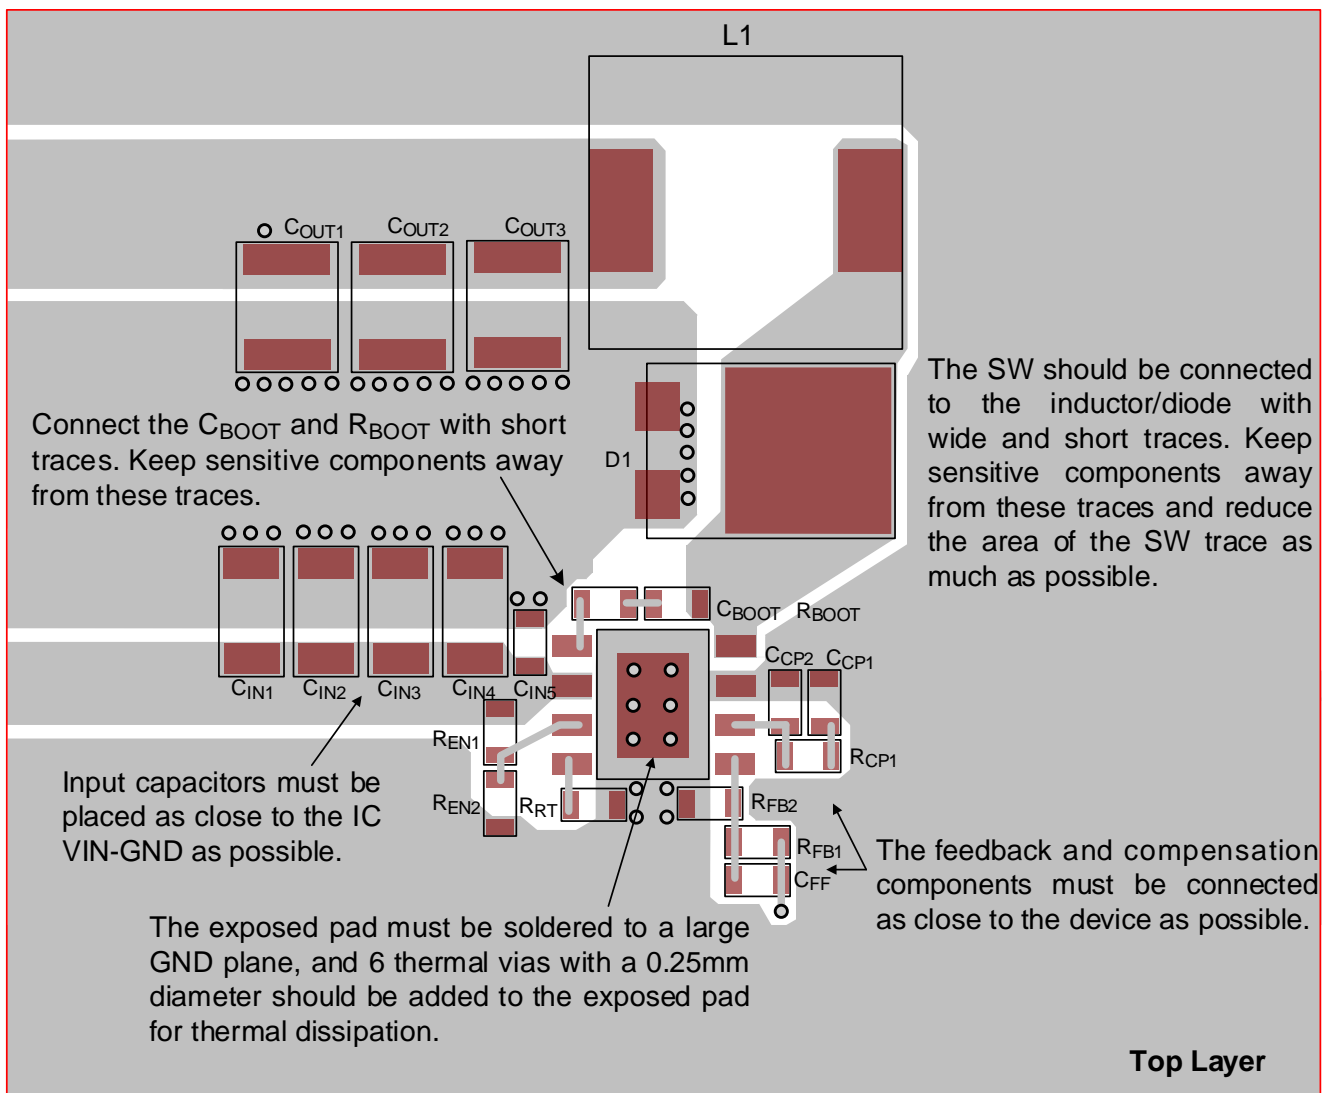 L1
COUT1 COUT2 COUT3
The SW should be connected
to the inductor/diode with
wide and short traces. Keep
sensitive components away
from these traces and reduce
the area of the SW trace as
much as possible.
Connect the CBOOT and RBOOT with short
traces. Keep sensitive components away
from these traces.
D1
CBOOT RBOOT
CCP2 CCP1
CIN1 CIN2 CIN3 CIN4 CIN5
REN1
RCP1
Input capacitors must be
placed as close to the IC
VIN-GND as possible.
REN2 RRT RFB2
RFB1
CFF
The feedback and compensation
components must be connected
as close to the device as possible.
The exposed pad must be soldered to a large
GND plane, and 6 thermal vias with a 0.25mm
diameter should be added to the exposed pad
for thermal dissipation.
Top Layer